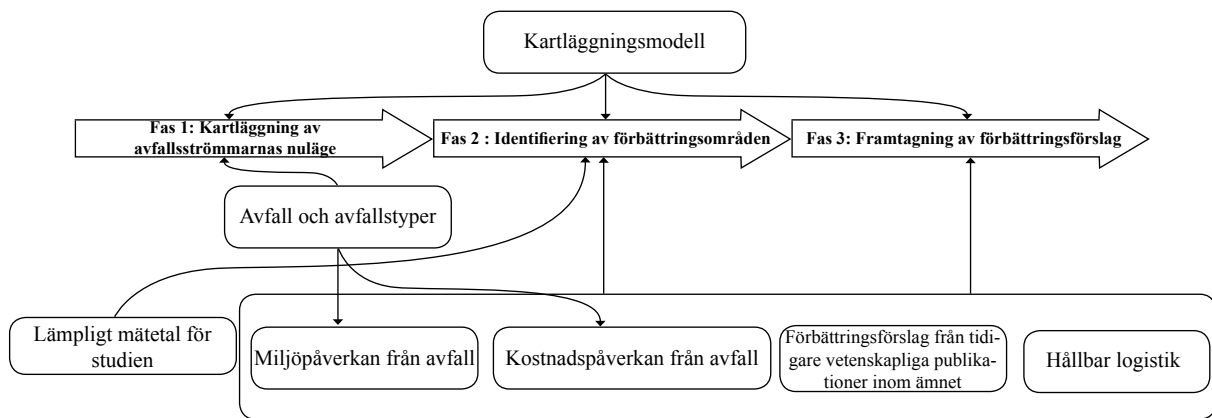 Kartläggningsmodell
Fas 1: Kartläggning av
avfallsströmmarnas nuläge
Fas 2 : Identifiering av förbättringsområden
Fas 3: Framtagning av förbättringsförslag
Avfall och avfallstyper
Lämpligt mätetal för
studien
Miljöpåverkan från avfall
Kostnadspåverkan från avfall
Förbättringsförslag från tidi-
gare vetenskapliga publika-
tioner inom ämnet
Hållbar logistik